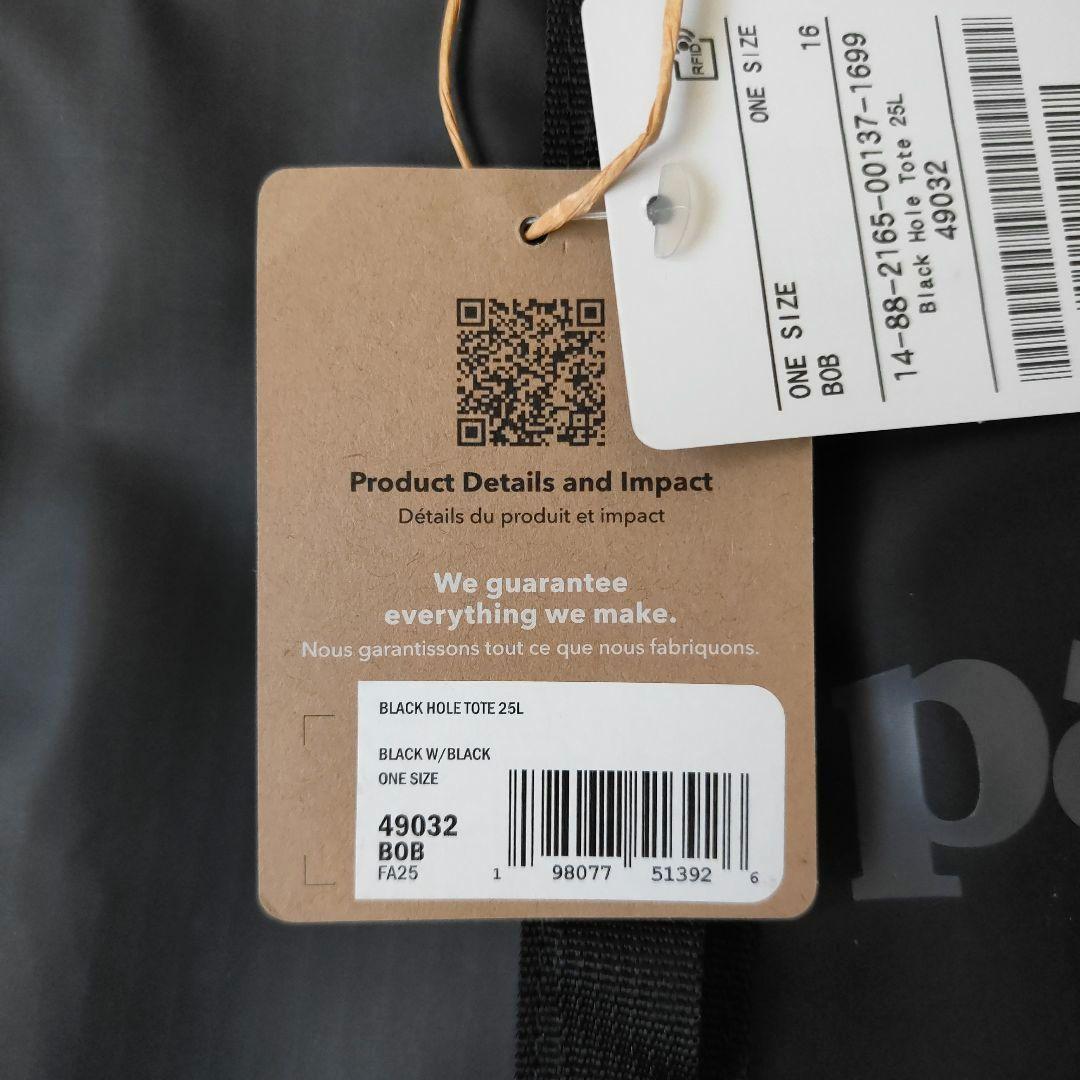 Product Details and Impact
Détails du produit et impact
We guarantee
everything we make.
Nous garantissons tout ce que nous fabriquons.
BLACK HOLE TOTE 25L
BLACK W/BLACK
ONE SIZE
49032
BOB
FA25
1 98077 51392 6
RFID
ONE SIZE ONE SIZE
BOB 16
14-88-2165-00137-1699
Black Hole Tote 25L
49032
pa